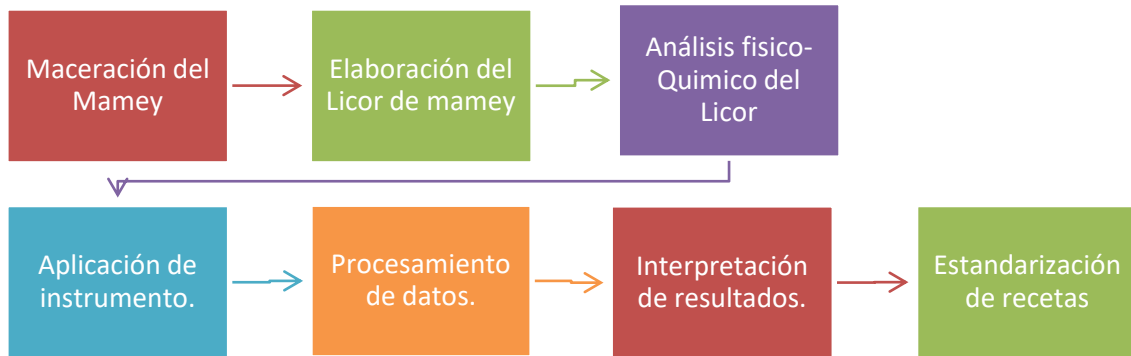 Maceración del
Mamey
Elaboración del
Licor de mamey
Análisis fisico-
Quimico del
Licor
Aplicación de
instrumento.
Procesamiento
de datos.
Interpretación
de resultados.
Estandarización
de recetas